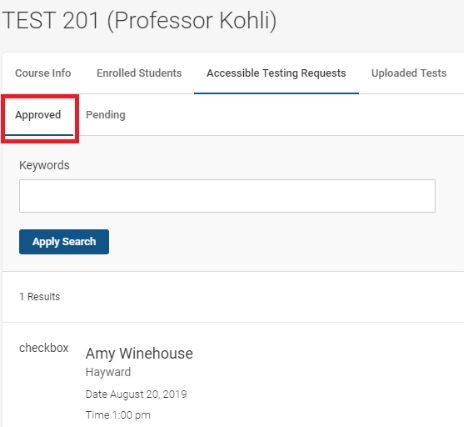 TEST 201 (Professor Kohli)
Course Info Enrolled Students Accessible Testing Requests Uploaded Tests
Approved Pending
Keywords
Apply Search
1 Results
checkbox Amy Winehouse
Hayward
Date August 20, 2019
Time 1:00 pm